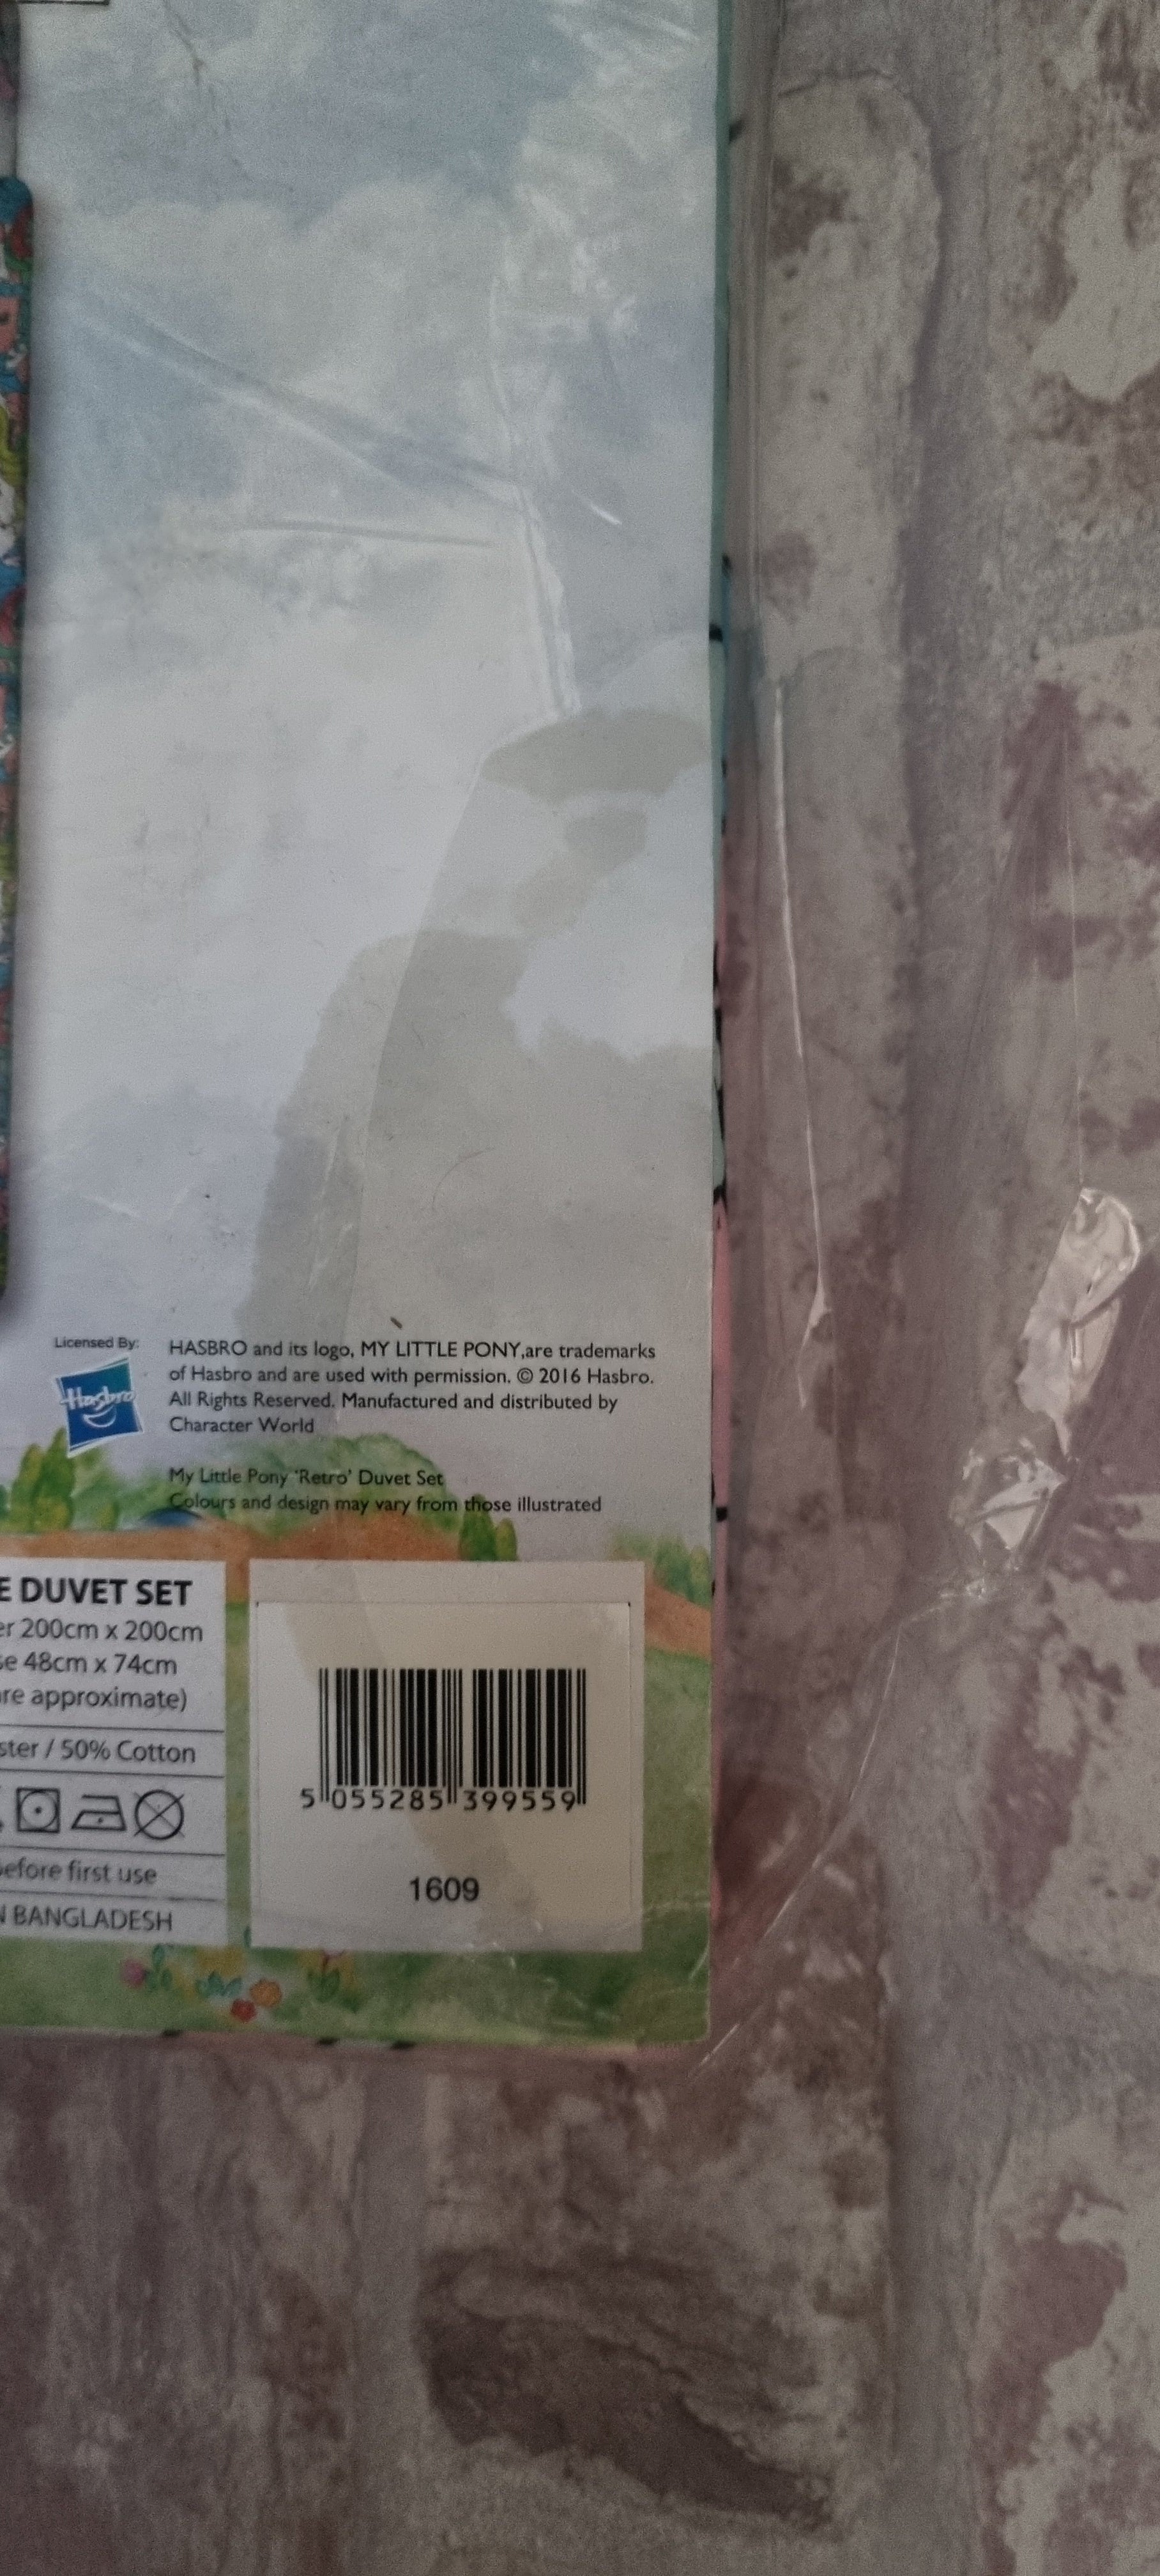 Licensed By:
Hasbro
HASBRO and its logo, MY LITTLE PONY,are trademarks
of Hasbro and are used with permission. © 2016 Hasbro.
All Rights Reserved. Manufactured and distributed by
Character World
My Little Pony 'Retro' Duvet Set
Colours and design may vary from those illustrated
E DUVET SET
er 200cm x 200cm
se 48cm x 74cm
are approximate)
ster / 50% Cotton
before first use
N BANGLADESH
5 055285 399559
1609